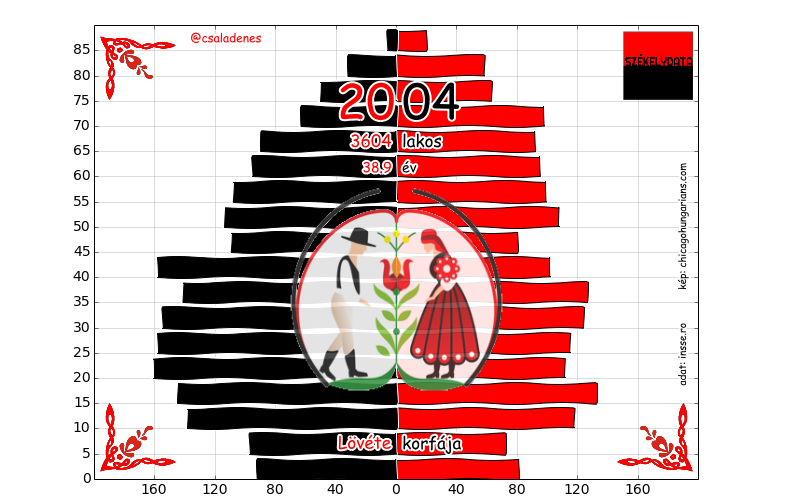 @csaladenes
SZÉKELYDATA
2004
3604 lakos
38.9 év
Lövéte korfája
kép: chicagohungarians.com
adat: insse.ro
85
80
75
70
65
60
55
50
45
40
35
30
25
20
15
10
5
0
160 120 80 40 0 40 80 120 160